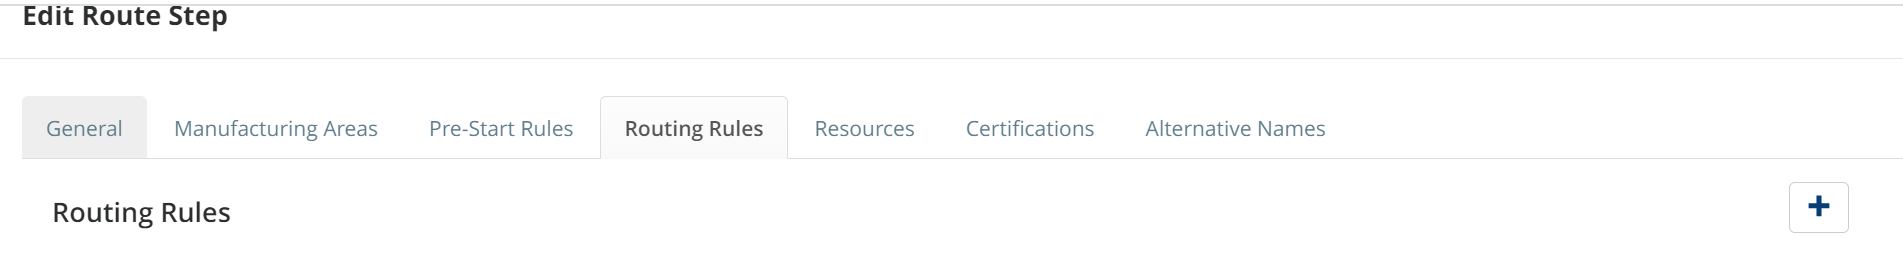 Edit Route Step
General Manufacturing Areas Pre-Start Rules Routing Rules Resources Certifications Alternative Names
Routing Rules